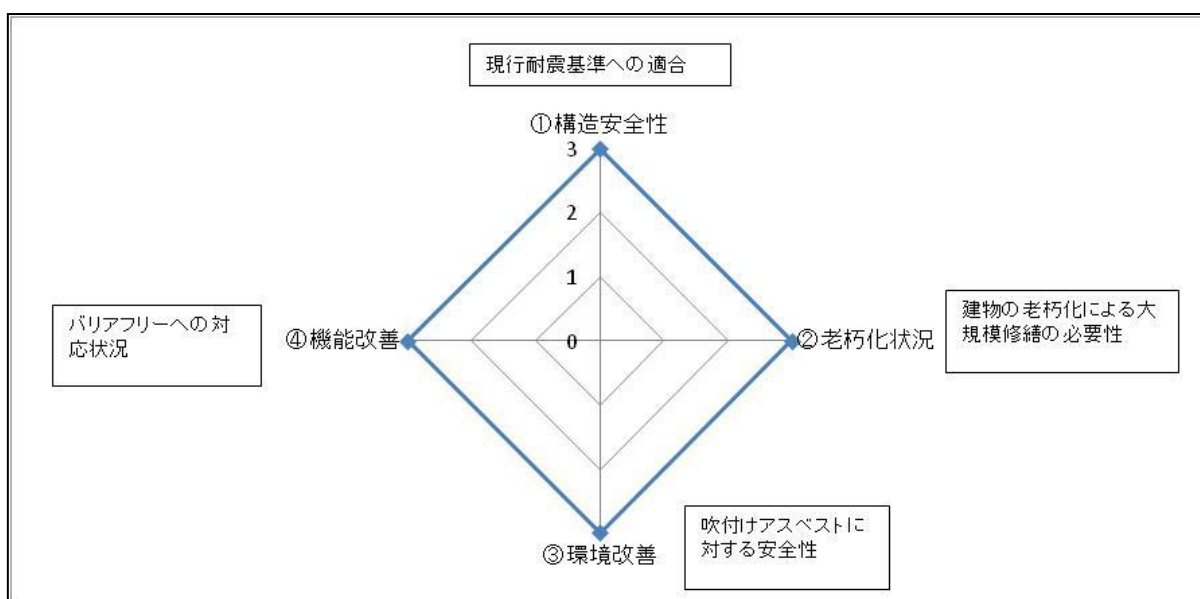 現行耐震基準への適合
①構造安全性
3
2
1
0
バリアフリーへの対
応状況
④機能改善
②老朽化状況
建物の老朽化による大
規模修繕の必要性
③環境改善
吹付けアスベストに
対する安全性